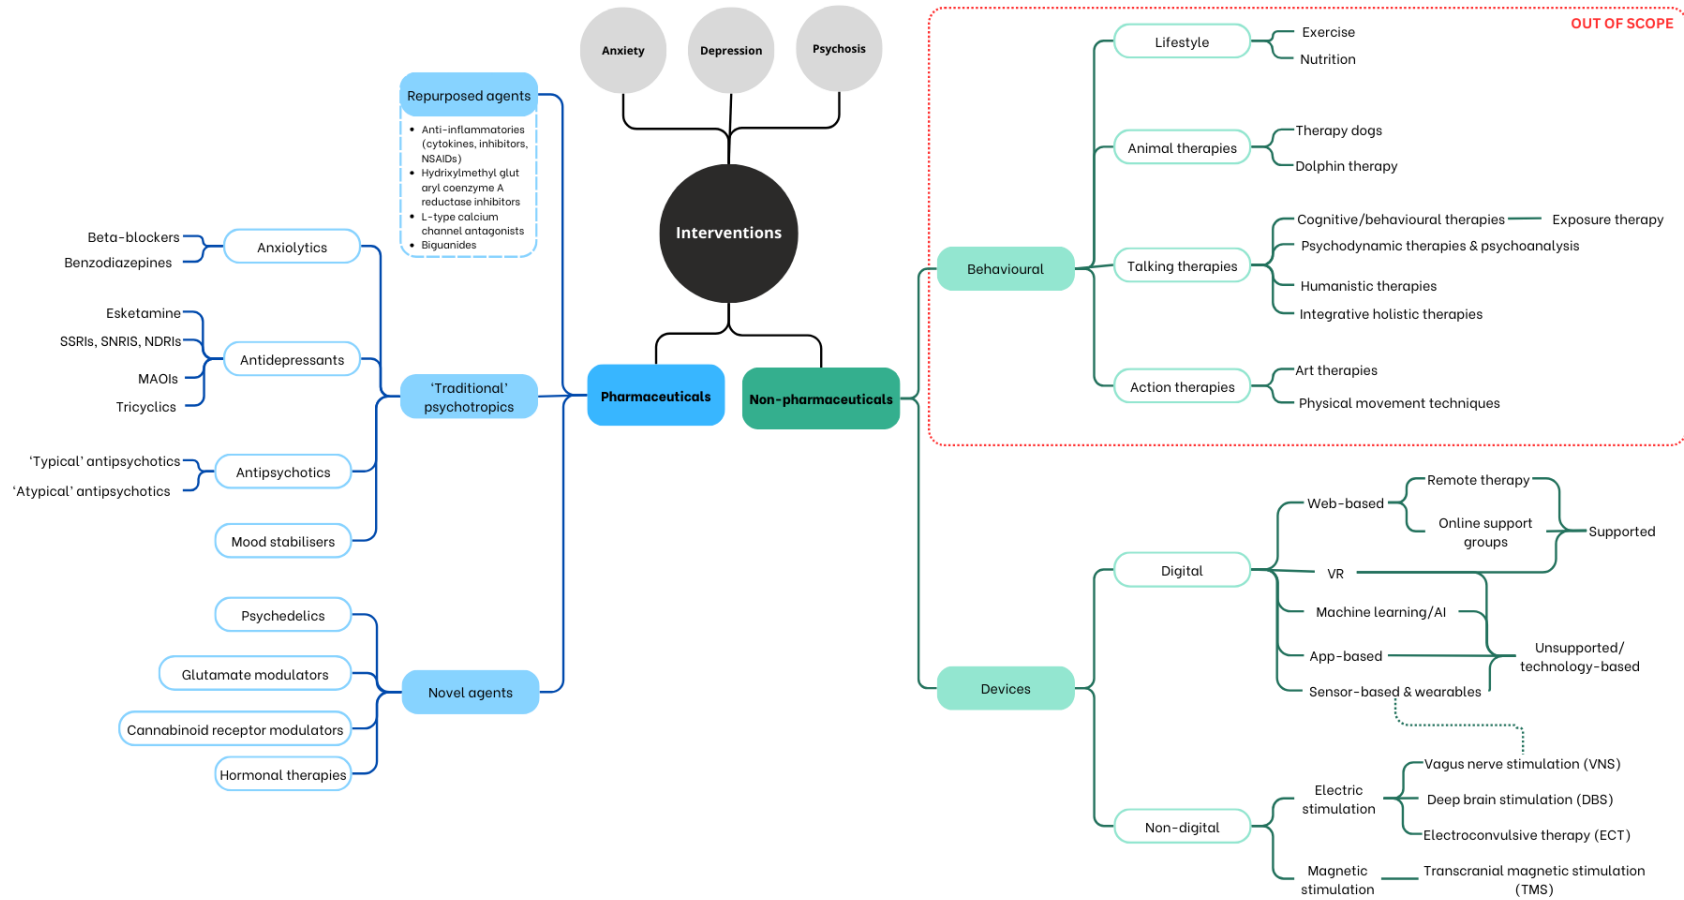 Anxiety
Depression
Psychosis
Interventions
Pharmaceuticals
Non-pharmaceuticals
Repurposed agents
Anti-inflammatories
(cytokines, inhibitors,
NSAIDs)
Hydrixylmethyl glut
aryl coenzyme A
reductase inhibitors
L-type calcium
channel antagonists
Biguanides
‘Traditional’
psychotropics
Anxiolytics
Beta-blockers
Benzodiazepines
Antidepressants
Esketamine
SSRIs, SNRIS, NDRIs
MAOIs
Tricyclics
Antipsychotics
‘Typical’ antipsychotics
‘Atypical’ antipsychotics
Mood stabilisers
Novel agents
Psychedelics
Glutamate modulators
Cannabinoid receptor modulators
Hormonal therapies
OUT OF SCOPE
Behavioural
Lifestyle
Exercise
Nutrition
Animal therapies
Therapy dogs
Dolphin therapy
Talking therapies
Cognitive/behavioural therapies
Exposure therapy
Psychodynamic therapies & psychoanalysis
Humanistic therapies
Integrative holistic therapies
Action therapies
Art therapies
Physical movement techniques
Devices
Digital
Web-based
Remote therapy
Online support
groups
Supported
VR
Machine learning/AI
App-based
Sensor-based & wearables
Unsupported/
technology-based
Non-digital
Electric
stimulation
Vagus nerve stimulation (VNS)
Deep brain stimulation (DBS)
Electroconvulsive therapy (ECT)
Magnetic
stimulation
Transcranial magnetic stimulation
(TMS)